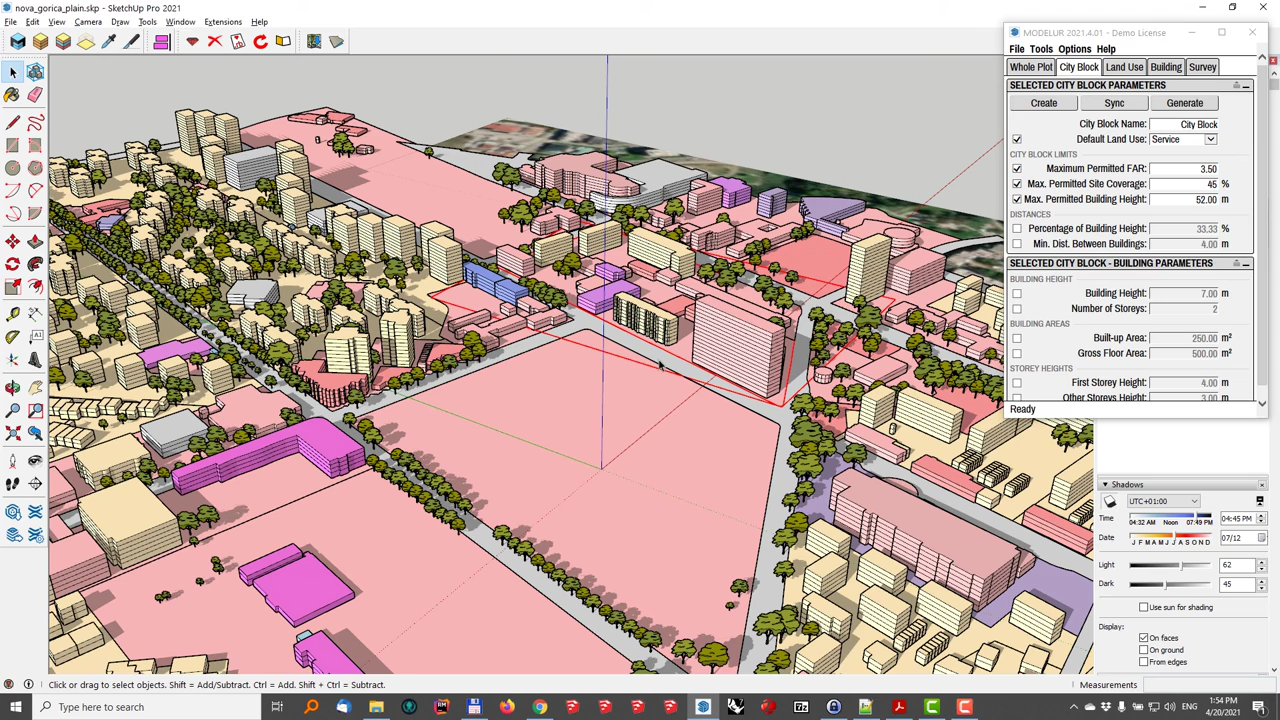 nova_gorica_plain.skp - SketchUp Pro 2021
File Edit View Camera Draw Tools Window Extensions Help
MODELUR 2021.4.01 - Demo License
File Tools Options Help
Whole Plot City Block Land Use Building Survey
SELECTED CITY BLOCK PARAMETERS
Create Sync Generate
City Block Name: City Block
Default Land Use: Service
CITY BLOCK LIMITS
Maximum Permitted FAR: 3.50
Max. Permitted Site Coverage: 45 %
Max. Permitted Building Height: 52.00 m
DISTANCES
Percentage of Building Height: 33.33 %
Min. Dist. Between Buildings: 4.00 m
SELECTED CITY BLOCK - BUILDING PARAMETERS
BUILDING HEIGHT
Building Height: 7.00 m
Number of Storeys: 2
BUILDING AREAS
Built-up Area: 250.00 m²
Gross Floor Area: 500.00 m²
STOREY HEIGHTS
First Storey Height: 4.00 m
Other Storeys Height: 3.00 m
Ready
Shadows
UTC+01:00
Time 04:32 AM Noon 07:49 PM 04:45 PM
Date J F M A M J J A S O N D 07/12
Light 62
Dark 45
Use sun for shading
Display:
On faces
On ground
From edges
Click or drag to select objects. Shift = Add/Subtract. Ctrl = Add. Shift + Ctrl = Subtract.
Measurements
Type here to search
ENG
1:54 PM
4/20/2021